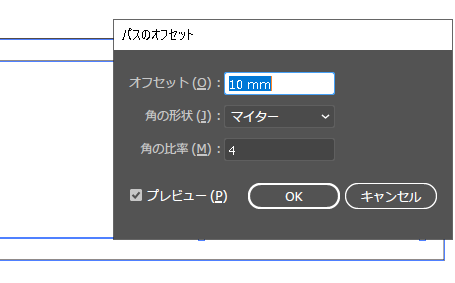 パスのオフセット
オフセット(O)：10 mm
角の形状(J)：マイター
角の比率(M)：4
プレビュー(P)
OK
キャンセル